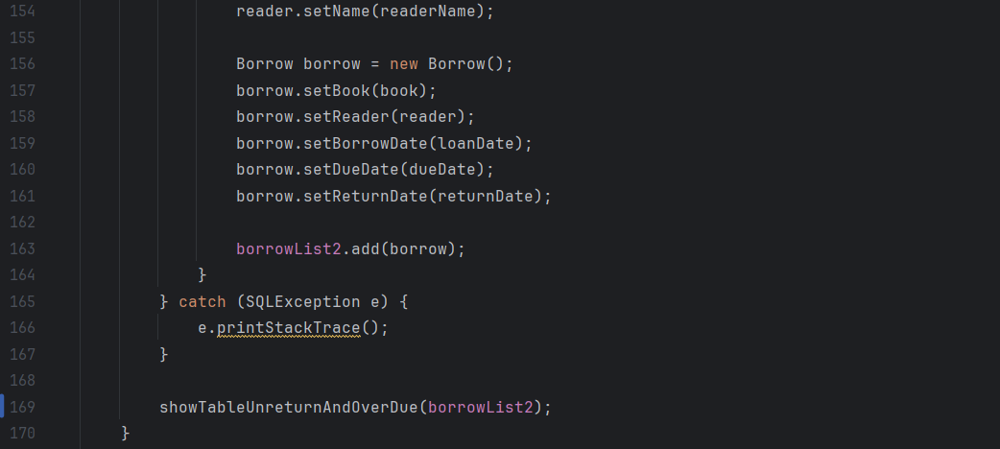 154 reader.setName(readerName);
155
156 Borrow borrow = new Borrow();
157 borrow.setBook(book);
158 borrow.setReader(reader);
159 borrow.setBorrowDate(loanDate);
160 borrow.setDueDate(dueDate);
161 borrow.setReturnDate(returnDate);
162
163 borrowList2.add(borrow);
164 }
165 } catch (SQLException e) {
166 e.printStackTrace();
167 }
168
169 showTableUnreturnAndOverDue(borrowList2);
170 }